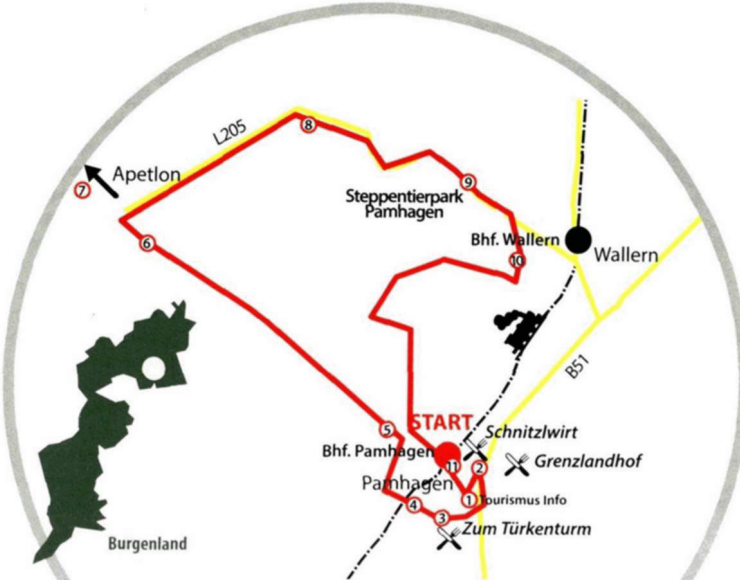 L205
8
Apetlon
7
9
Steppentierpark
Pamhagen
6
Bhf. Wallern
Wallern
10
B51
START
5
Schnitzlwirt
Bhf. Pamhagen
11
2
Grenzlandhof
Pamhagen
1
Tourismus Info
4
3
Zum Türkenturm
Burgenland